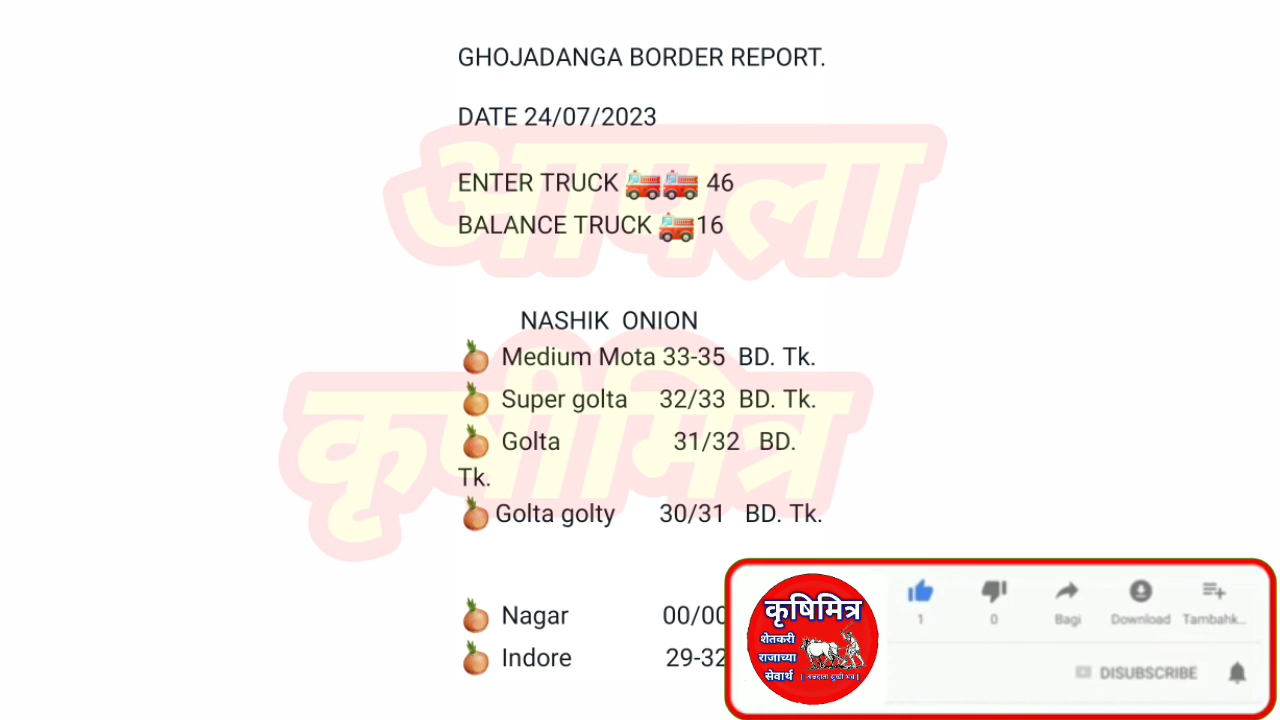 GHOJADANGA BORDER REPORT.
DATE 24/07/2023
ENTER TRUCK 🚒🚒 46
BALANCE TRUCK 🚒16
आपला
NASHIK ONION
🧅 Medium Mota 33-35 BD. Tk.
🧅 Super golta 32/33 BD. Tk.
🧅 Golta 31/32 BD.
Tk.
🧅 Golta golty 30/31 BD. Tk.
कृषीमित्र
🧅 Nagar 00/00
🧅 Indore 29-32
कृषिमित्र
शेतकरी
राजाच्या
सेवार्थ
1
0
Bagi
Download
Tambahk...
DISUBSCRIBE